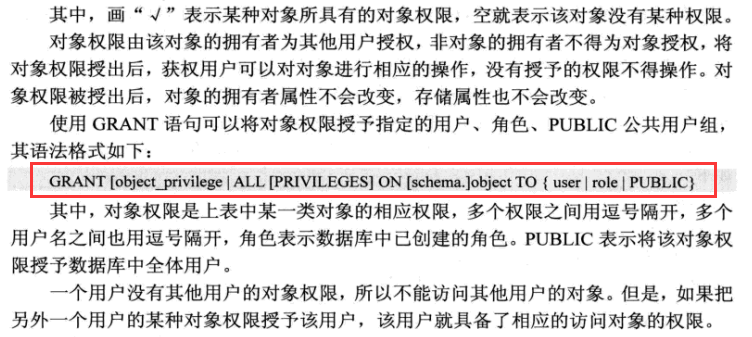 其中，画“√”表示某种对象所具有的对象权限，空就表示该对象没有某种权限。
对象权限由该对象的拥有者为其他用户授权，非对象的拥有者不得为对象授权，将
对象权限授出后，获权用户可以对对象进行相应的操作，没有授予的权限不得操作。对
象权限被授出后，对象的拥有者属性不会改变，存储属性也不会改变。
使用 GRANT 语句可以将对象权限授予指定的用户、角色、PUBLIC 公共用户组，
其语法格式如下：
GRANT [object_privilege | ALL [PRIVILEGES] ON [schema.]object TO { user | role | PUBLIC}
其中，对象权限是上表中某一类对象的相应权限，多个权限之间用逗号隔开，多个
用户名之间也用逗号隔开，角色表示数据库中已创建的角色。PUBLIC 表示将该对象权
限授予数据库中全体用户。
一个用户没有其他用户的对象权限，所以不能访问其他用户的对象。但是，如果把
另外一个用户的某种对象权限授予该用户，该用户就具备了相应的访问对象的权限。